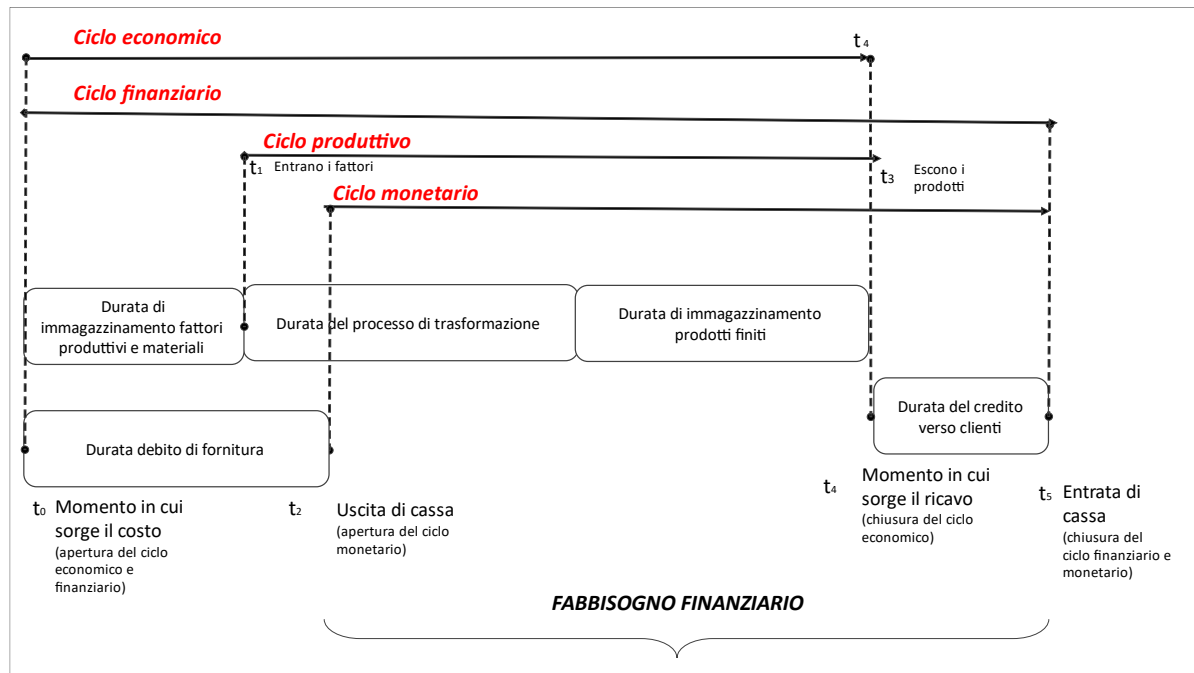 Ciclo economico
t4
Ciclo finanziario
Ciclo produttivo
t1 Entrano i fattori
t3 Escono i
prodotti
Ciclo monetario
Durata di
immagazzinamento fattori
produttivi e materiali
Durata del processo di trasformazione
Durata di immagazzinamento
prodotti finiti
Durata debito di fornitura
Durata del credito
verso clienti
t0 Momento in cui
sorge il costo
(apertura del ciclo
economico e
finanziario)
t2 Uscita di cassa
(apertura del ciclo
monetario)
t4 Momento in cui
sorge il ricavo
(chiusura del ciclo
economico)
t5 Entrata di
cassa
(chiusura del
ciclo finanziario e
monetario)
FABBISOGNO FINANZIARIO